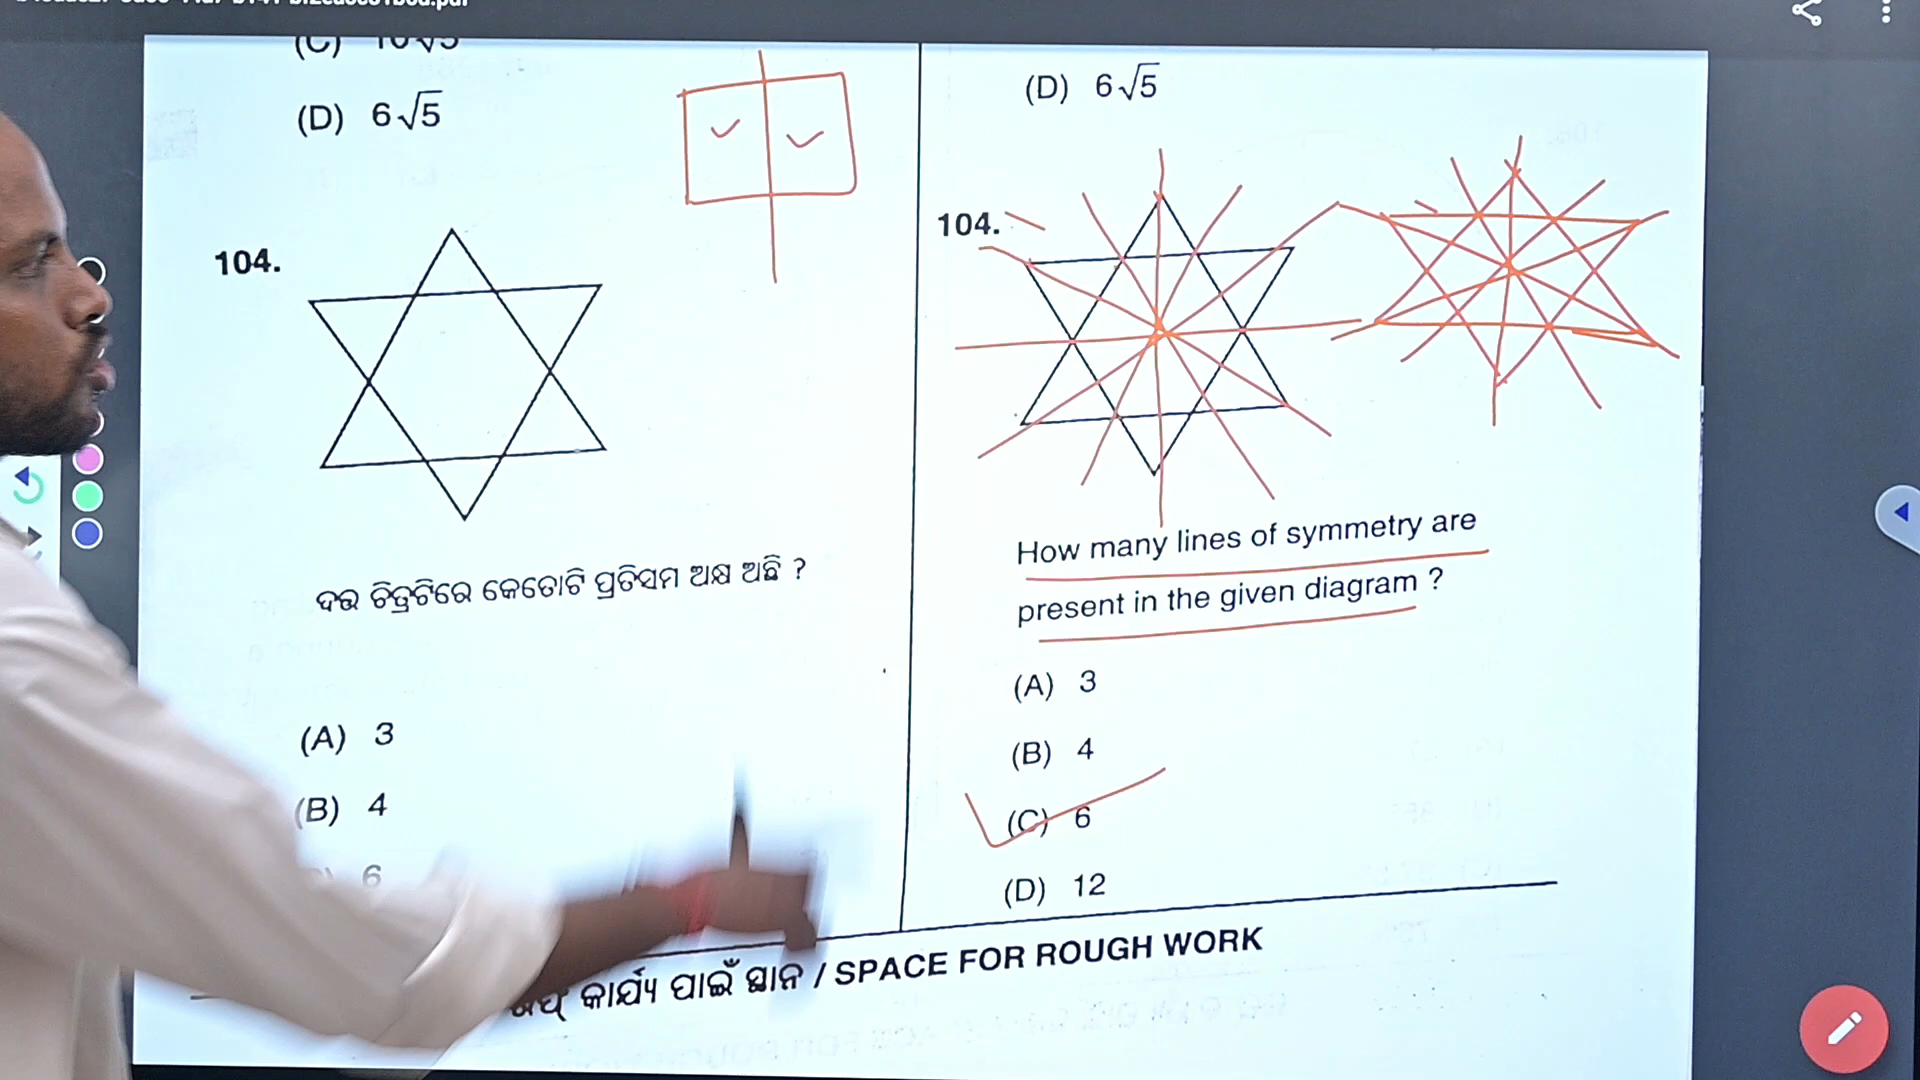 (D) 6√5
104.
ଦତ୍ତ ଚିତ୍ରଟିରେ କେତୋଟି ପ୍ରତିସମ ଅକ୍ଷ ଅଛି ?
(A) 3
(B) 4
6
କାର୍ଯ୍ୟ ପାଇଁ ସ୍ଥାନ / SPACE FOR ROUGH WORK
(D) 6√5
104.
How many lines of symmetry are
present in the given diagram ?
(A) 3
(B) 4
(C) 6
(D) 12